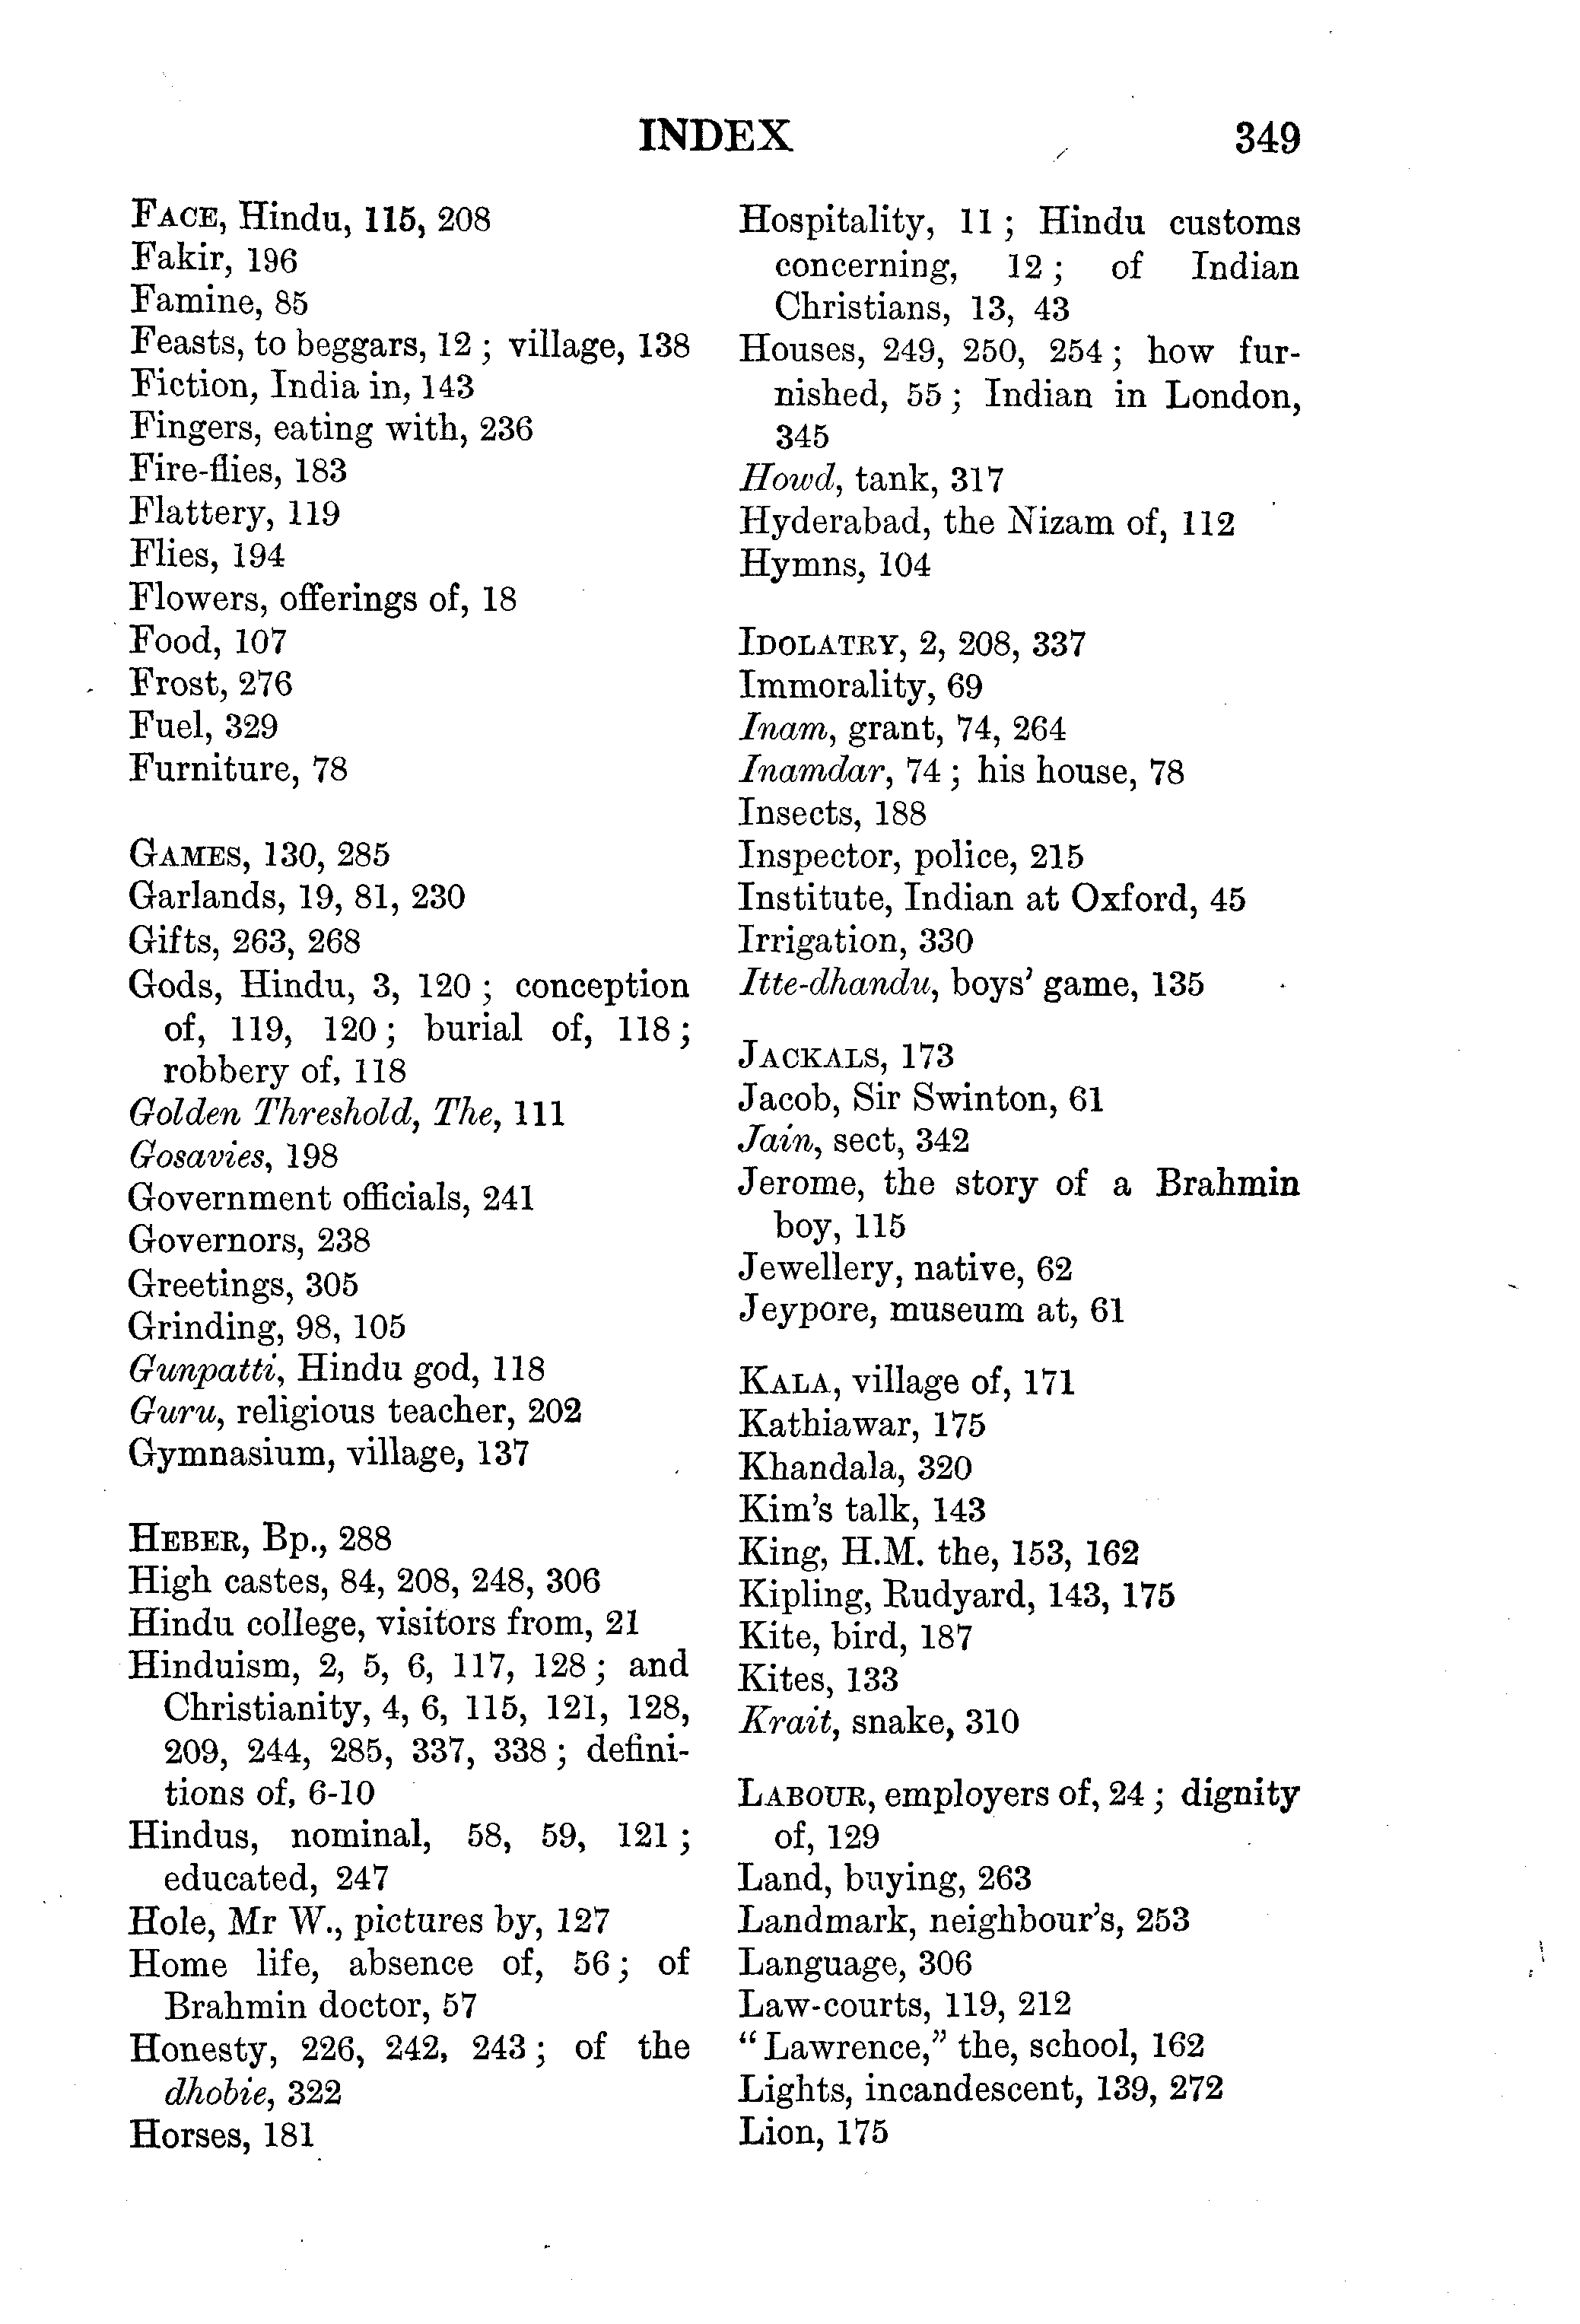 INDEX 349
FACE, Hindu, 115, 208
Fakir, 196
Famine, 85
Feasts, to beggars, 12 ; village, 138
Fiction, India in, 143
Fingers, eating with, 236
Fire-flies, 183
Flattery, 119
Flies, 194
Flowers, offerings of, 18
Food, 107
Frost, 276
Fuel, 329
Furniture, 78
GAMES, 130, 285
Garlands, 19, 81, 230
Gifts, 263, 268
Gods, Hindu, 3, 120 ; conception
of, 119, 120 ; burial of, 118 ;
robbery of, 118
Golden Threshold, The, 111
Gosavies, 198
Government officials, 241
Governors, 238
Greetings, 305
Grinding, 98, 105
Gunpatti, Hindu god, 118
Guru, religious teacher, 202
Gymnasium, village, 137
HEBER, Bp., 288
High castes, 84, 208, 248, 306
Hindu college, visitors from, 21
Hinduism, 2, 5, 6, 117, 128 ; and
Christianity, 4, 6, 115, 121, 128,
209, 244, 285, 337, 338 ; defini-
tions of, 6-10
Hindus, nominal, 58, 59, 121 ;
educated, 247
Hole, Mr W., pictures by, 127
Home life, absence of, 56 ; of
Brahmin doctor, 57
Honesty, 226, 242, 243 ; of the
dhobie, 322
Horses, 181
Hospitality, 11 ; Hindu customs
concerning, 12 ; of Indian
Christians, 13, 43
Houses, 249, 250, 254 ; how fur-
nished, 55 ; Indian in London,
345
Howd, tank, 317
Hyderabad, the Nizam of, 112
Hymns, 104
IDOLATRY, 2, 208, 337
Immorality, 69
Inam, grant, 74, 264
Inamdar, 74 ; his house, 78
Insects, 188
Inspector, police, 215
Institute, Indian at Oxford, 45
Irrigation, 330
Itte-dhandu, boys' game, 135
JACKALS, 173
Jacob, Sir Swinton, 61
Jain, sect, 342
Jerome, the story of a Brahmin
boy, 115
Jewellery, native, 62
Jeypore, museum at, 61
KALA, village of, 171
Kathiawar, 175
Khandala, 320
Kim's talk, 143
King, H.M. the, 153, 162
Kipling, Rudyard, 143, 175
Kite, bird, 187
Kites, 133
Krait, snake, 310
LABOUR, employers of, 24 ; dignity
of, 129
Land, buying, 263
Landmark, neighbour's, 253
Language, 306
Law-courts, 119, 212
"Lawrence," the, school, 162
Lights, incandescent, 139, 272
Lion, 175